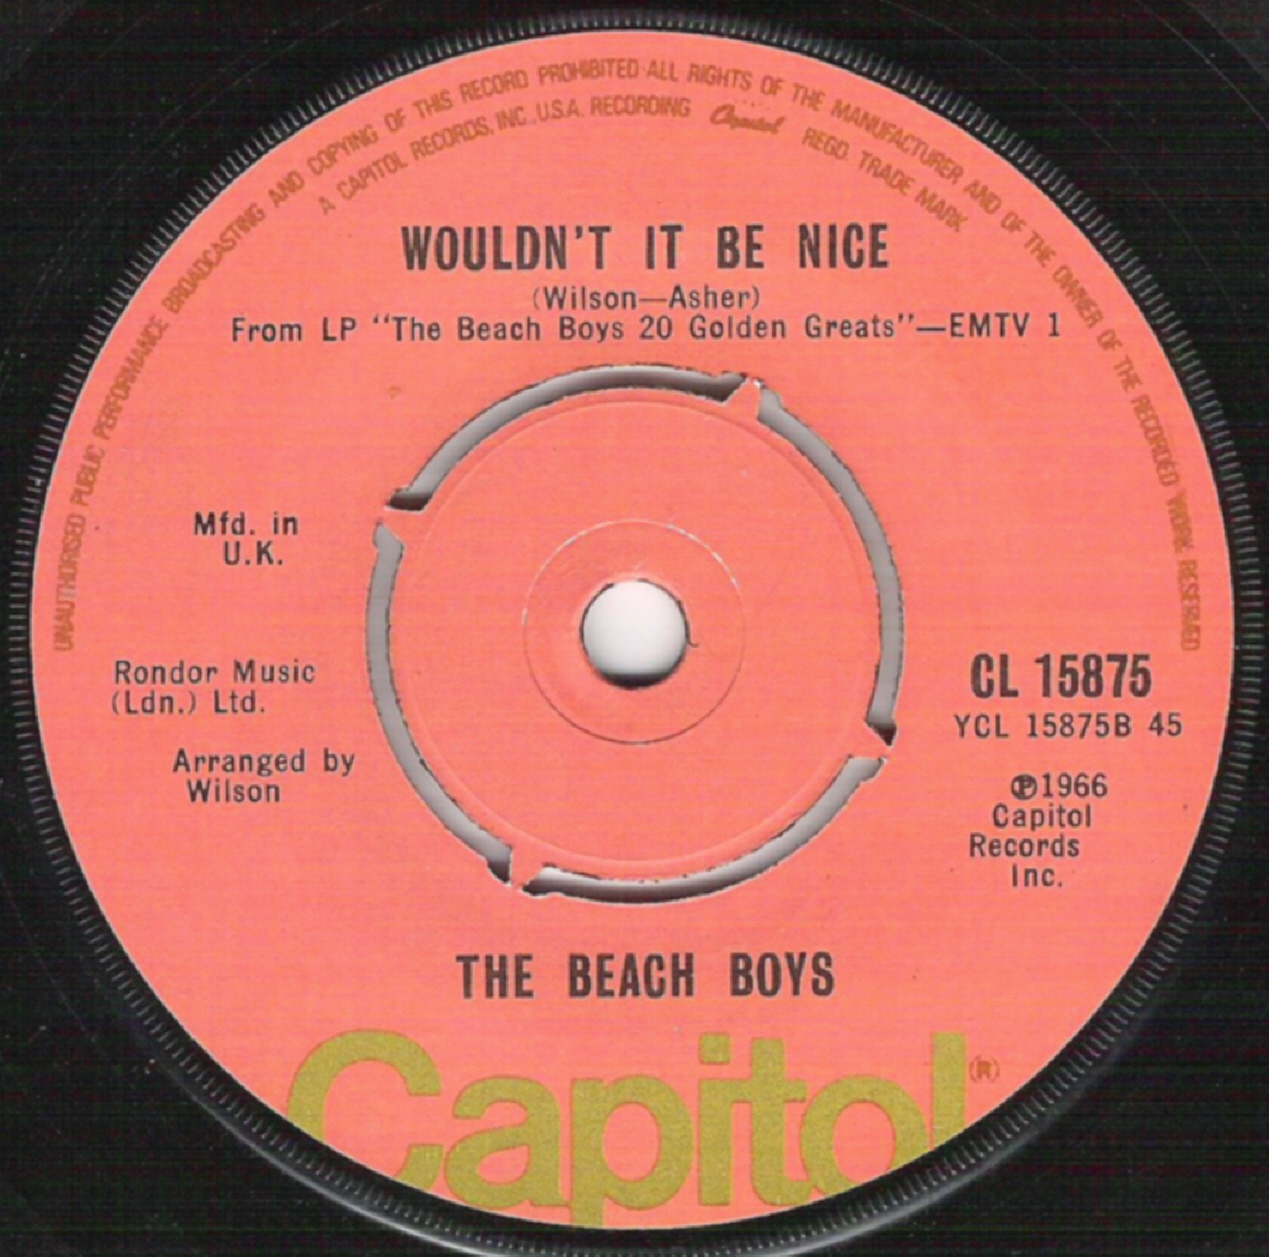 UNAUTHORISED PUBLIC PERFORMANCE BROADCASTING AND COPYING OF THIS RECORD PROHIBITED·ALL RIGHTS OF THE MANUFACTURER AND OF THE OWNER OF THE RECORDED WORK RESERVED
A CAPITOL RECORDS, INC., U.S.A. RECORDING Capitol REGD. TRADE MARK
WOULDN'T IT BE NICE
(Wilson—Asher)
From LP "The Beach Boys 20 Golden Greats"—EMTV 1
Mfd. in
U.K.
Rondor Music
(Ldn.) Ltd.
Arranged by
Wilson
CL 15875
YCL 15875B 45
℗1966
Capitol
Records
Inc.
THE BEACH BOYS
Capitol®